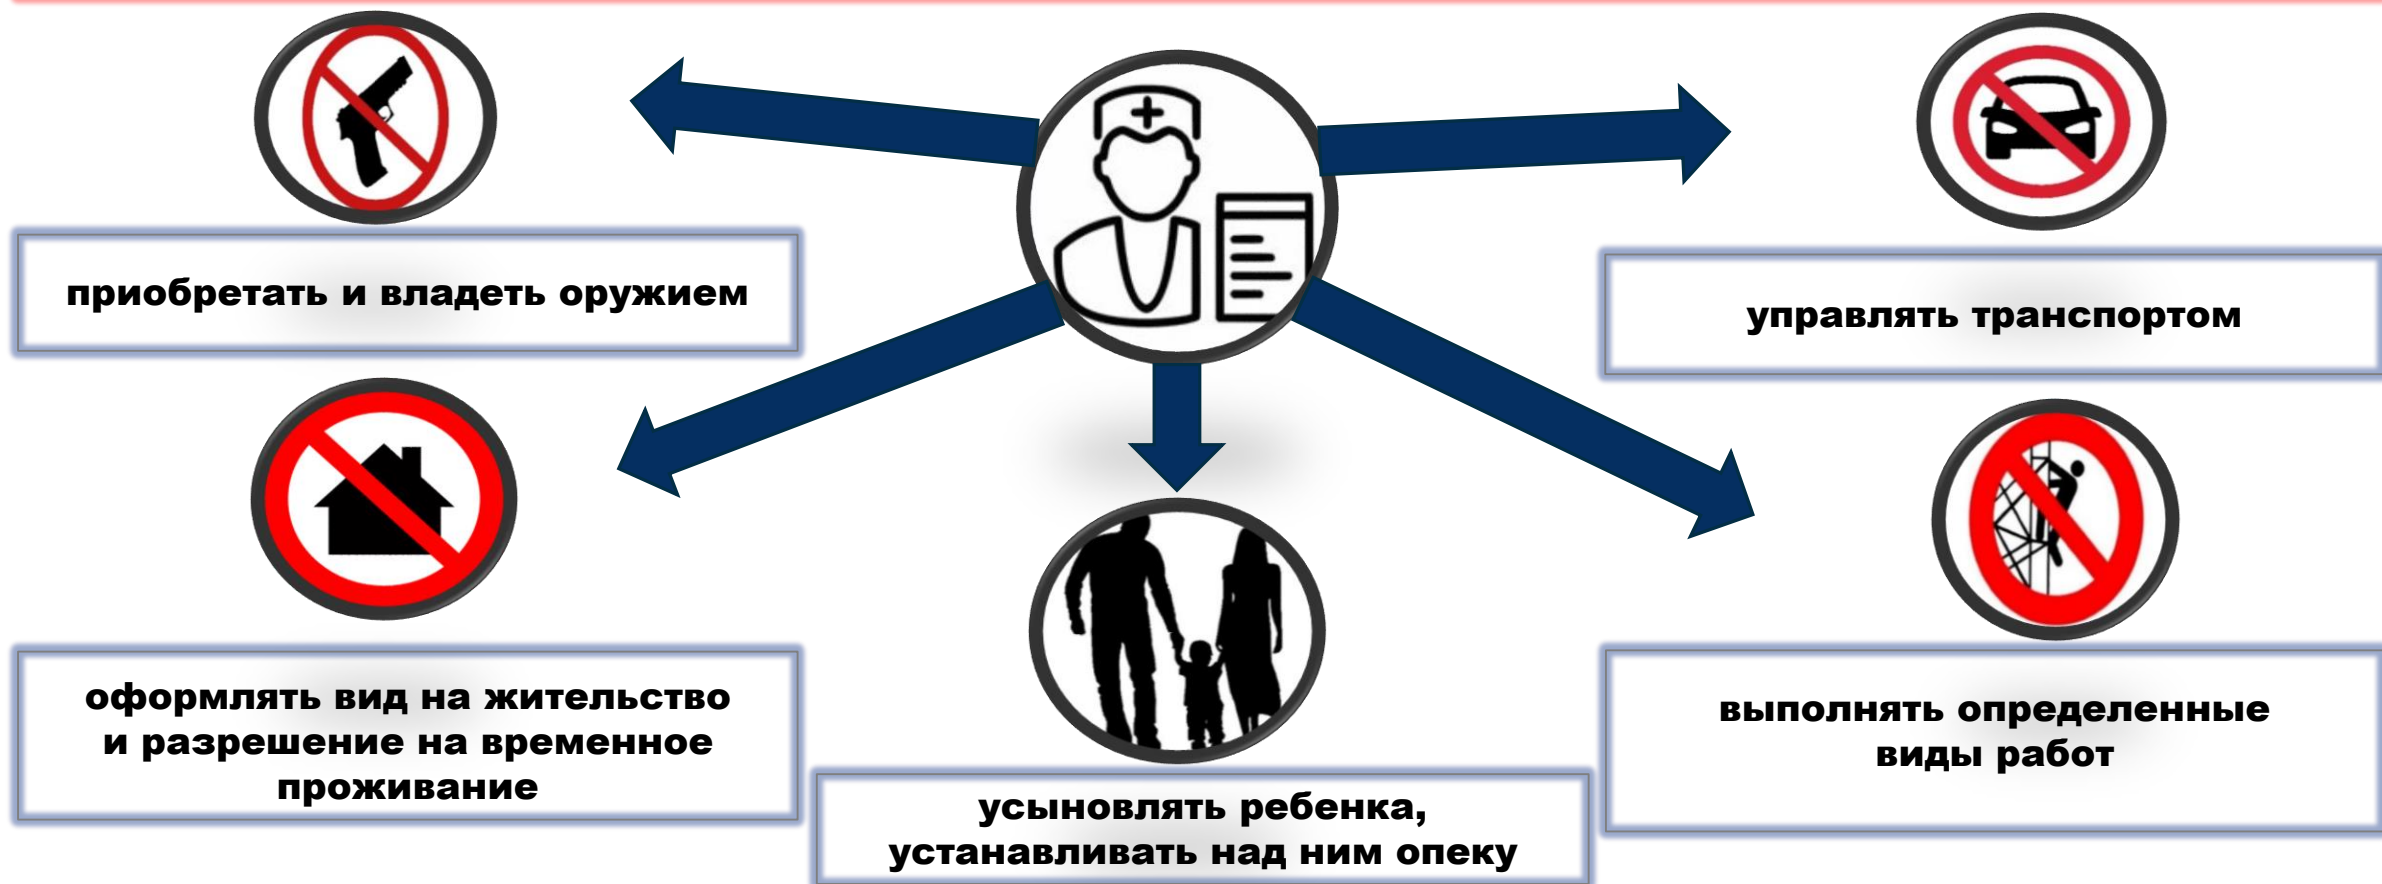 приобретать и владеть оружием
управлять транспортом
оформлять вид на жительство
и разрешение на временное
проживание
усыновлять ребенка,
устанавливать над ним опеку
выполнять определенные
виды работ